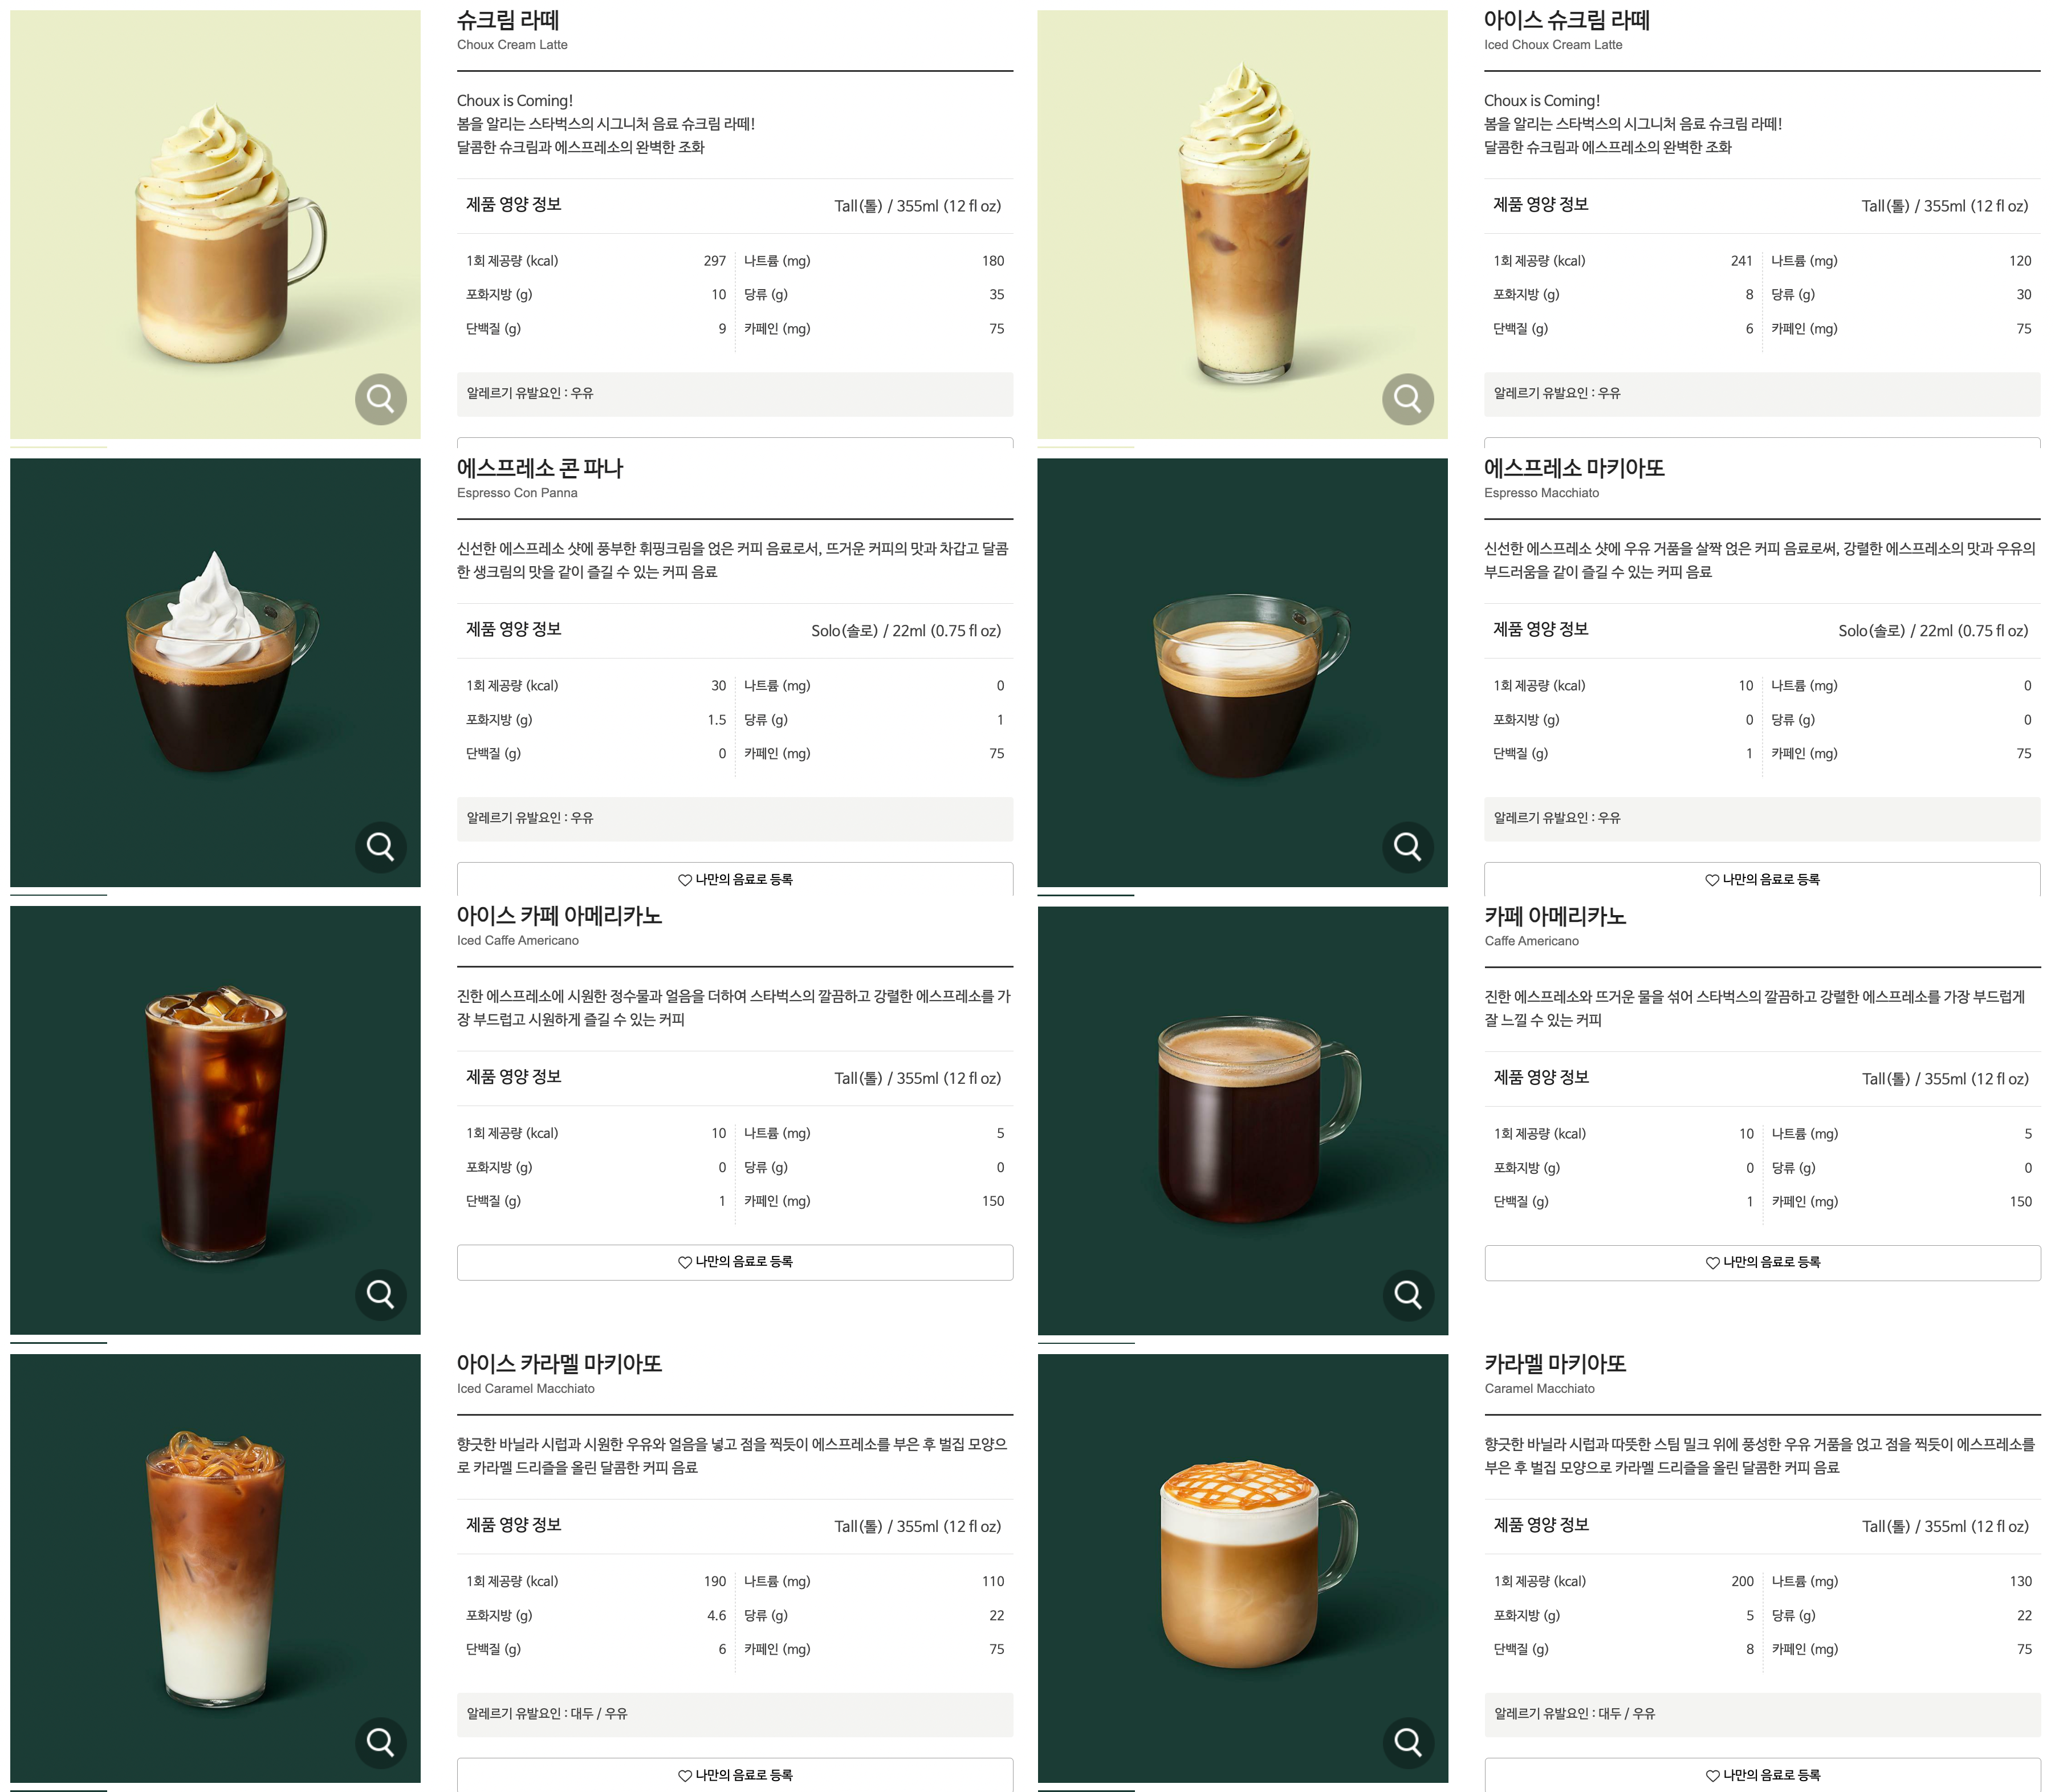 슈크림 라떼
Choux Cream Latte
Choux is Coming!
봄을 알리는 스타벅스의 시그니처 음료 슈크림 라떼!
달콤한 슈크림과 에스프레소의 완벽한 조화
제품 영양 정보 Tall(톨) / 355ml (12 fl oz)
1회 제공량 (kcal) 297 나트륨 (mg) 180
포화지방 (g) 10 당류 (g) 35
단백질 (g) 9 카페인 (mg) 75
알레르기 유발요인 : 우유
아이스 슈크림 라떼
Iced Choux Cream Latte
Choux is Coming!
봄을 알리는 스타벅스의 시그니처 음료 슈크림 라떼!
달콤한 슈크림과 에스프레소의 완벽한 조화
제품 영양 정보 Tall(톨) / 355ml (12 fl oz)
1회 제공량 (kcal) 241 나트륨 (mg) 120
포화지방 (g) 8 당류 (g) 30
단백질 (g) 6 카페인 (mg) 75
알레르기 유발요인 : 우유
에스프레소 콘 파나
Espresso Con Panna
신선한 에스프레소 샷에 풍부한 휘핑크림을 얹은 커피 음료로서, 뜨거운 커피의 맛과 차갑고 달콤
한 생크림의 맛을 같이 즐길 수 있는 커피 음료
제품 영양 정보 Solo(솔로) / 22ml (0.75 fl oz)
1회 제공량 (kcal) 30 나트륨 (mg) 0
포화지방 (g) 1.5 당류 (g) 1
단백질 (g) 0 카페인 (mg) 75
알레르기 유발요인 : 우유
나만의 음료로 등록
에스프레소 마키아또
Espresso Macchiato
신선한 에스프레소 샷에 우유 거품을 살짝 얹은 커피 음료로써, 강렬한 에스프레소의 맛과 우유의
부드러움을 같이 즐길 수 있는 커피 음료
제품 영양 정보 Solo(솔로) / 22ml (0.75 fl oz)
1회 제공량 (kcal) 10 나트륨 (mg) 0
포화지방 (g) 0 당류 (g) 0
단백질 (g) 1 카페인 (mg) 75
알레르기 유발요인 : 우유
나만의 음료로 등록
아이스 카페 아메리카노
Iced Caffe Americano
진한 에스프레소에 시원한 정수물과 얼음을 더하여 스타벅스의 깔끔하고 강렬한 에스프레소를 가
장 부드럽고 시원하게 즐길 수 있는 커피
제품 영양 정보 Tall(톨) / 355ml (12 fl oz)
1회 제공량 (kcal) 10 나트륨 (mg) 5
포화지방 (g) 0 당류 (g) 0
단백질 (g) 1 카페인 (mg) 150
나만의 음료로 등록
카페 아메리카노
Caffe Americano
진한 에스프레소와 뜨거운 물을 섞어 스타벅스의 깔끔하고 강렬한 에스프레소를 가장 부드럽게
잘 느낄 수 있는 커피
제품 영양 정보 Tall(톨) / 355ml (12 fl oz)
1회 제공량 (kcal) 10 나트륨 (mg) 5
포화지방 (g) 0 당류 (g) 0
단백질 (g) 1 카페인 (mg) 150
나만의 음료로 등록
아이스 카라멜 마키아또
Iced Caramel Macchiato
향긋한 바닐라 시럽과 시원한 우유와 얼음을 넣고 점을 찍듯이 에스프레소를 부은 후 벌집 모양으
로 카라멜 드리즐을 올린 달콤한 커피 음료
제품 영양 정보 Tall(톨) / 355ml (12 fl oz)
1회 제공량 (kcal) 190 나트륨 (mg) 110
포화지방 (g) 4.6 당류 (g) 22
단백질 (g) 6 카페인 (mg) 75
알레르기 유발요인 : 대두 / 우유
나만의 음료로 등록
카라멜 마키아또
Caramel Macchiato
향긋한 바닐라 시럽과 따뜻한 스팀 밀크 위에 풍성한 우유 거품을 얹고 점을 찍듯이 에스프레소를
부은 후 벌집 모양으로 카라멜 드리즐을 올린 달콤한 커피 음료
제품 영양 정보 Tall(톨) / 355ml (12 fl oz)
1회 제공량 (kcal) 200 나트륨 (mg) 130
포화지방 (g) 5 당류 (g) 22
단백질 (g) 8 카페인 (mg) 75
알레르기 유발요인 : 대두 / 우유
나만의 음료로 등록